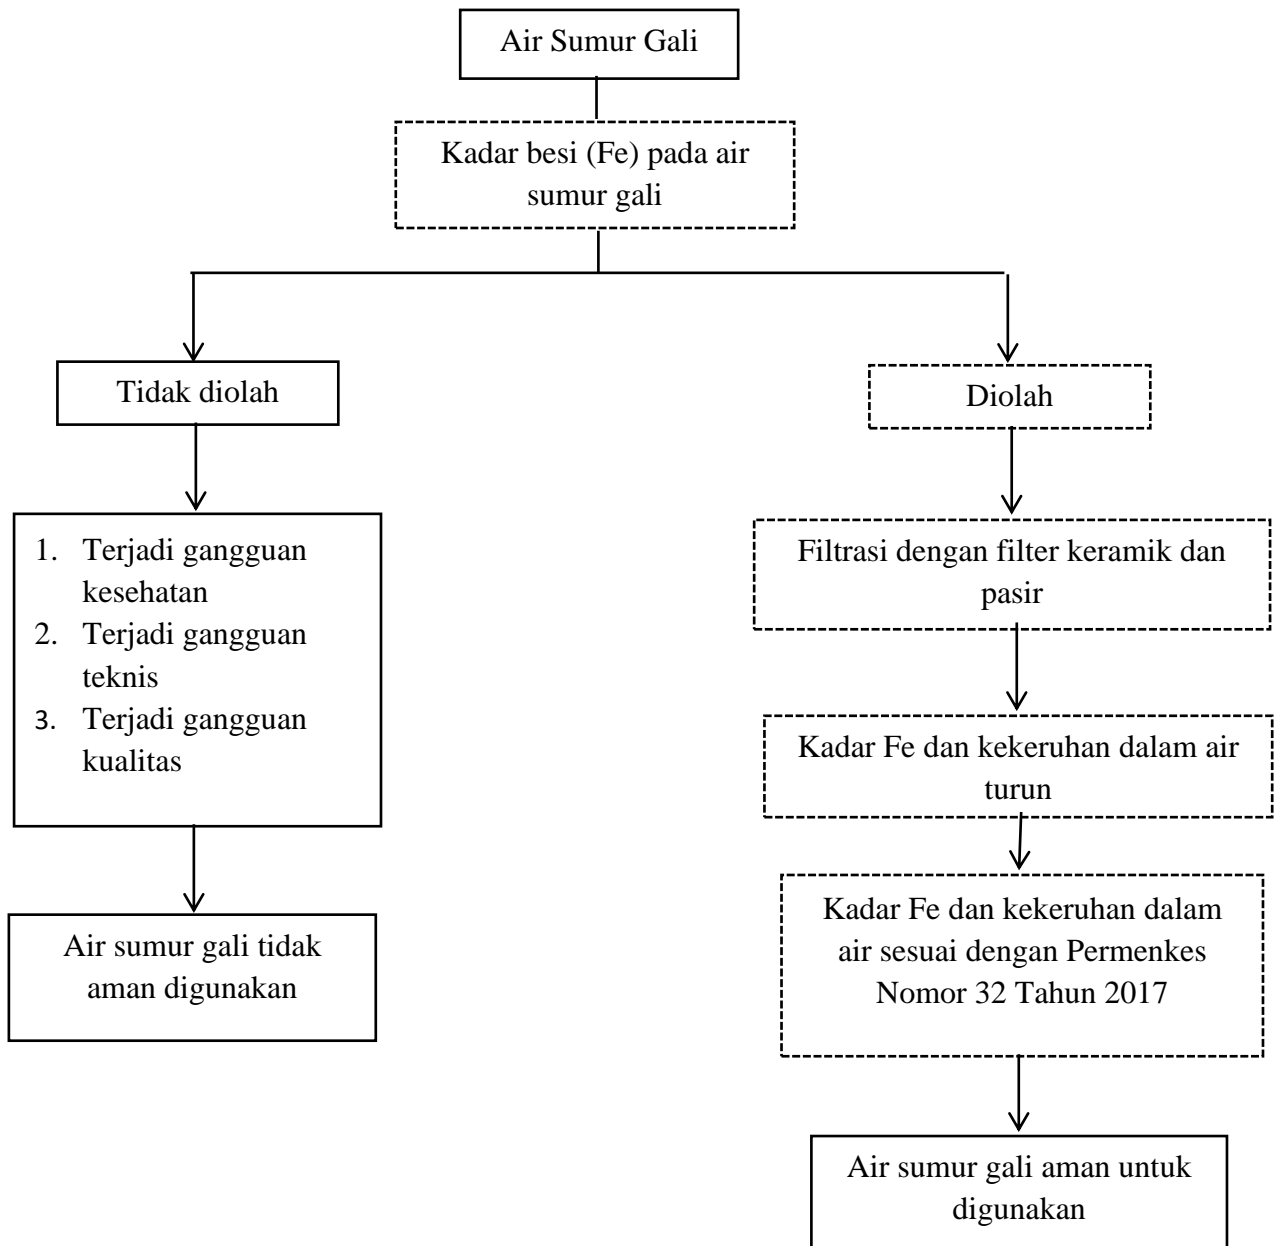 Air Sumur Gali
Kadar besi (Fe) pada air
sumur gali
Tidak diolah
Diolah
1. Terjadi gangguan
kesehatan
2. Terjadi gangguan
teknis
3. Terjadi gangguan
kualitas
Filtrasi dengan filter keramik dan
pasir
Kadar Fe dan kekeruhan dalam air
turun
Air sumur gali tidak
aman digunakan
Kadar Fe dan kekeruhan dalam
air sesuai dengan Permenkes
Nomor 32 Tahun 2017
Air sumur gali aman untuk
digunakan